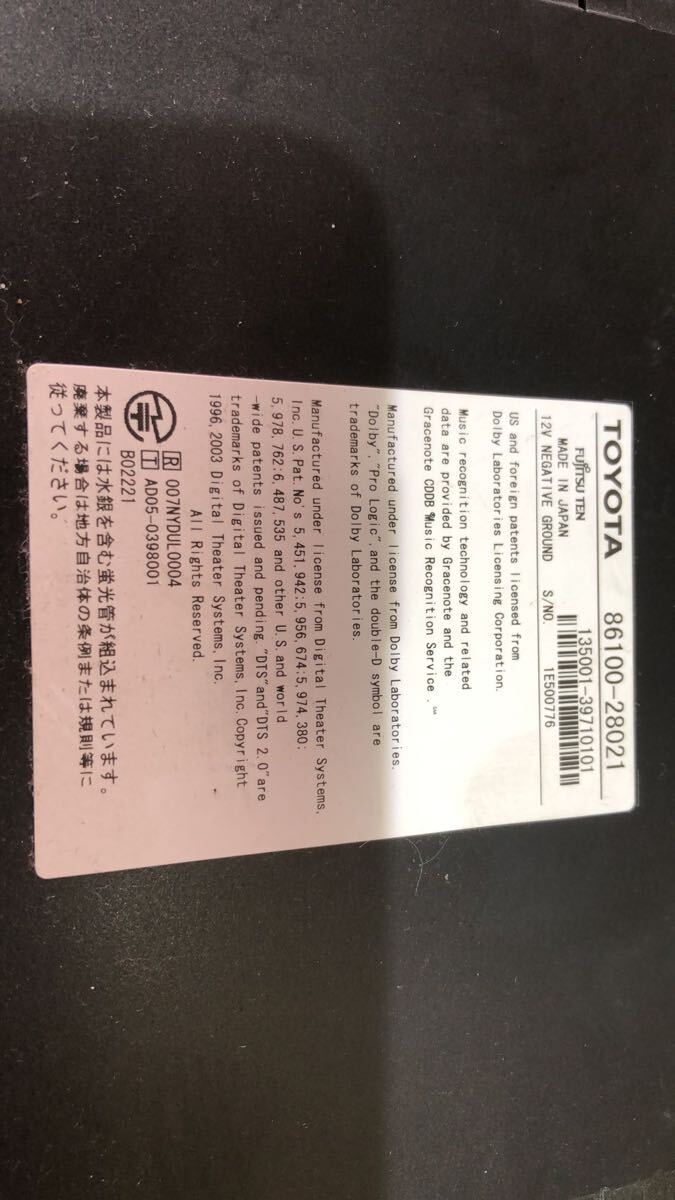 TOYOTA 86100-28021
FUJITSU TEN
MADE IN JAPAN
135001-39710101
12V NEGATIVE GROUND S/NO. 1E500776
US and foreign patents licensed from
Dolby Laboratories Licensing Corporation.
Music recognition technology and related
data are provided by Gracenote and the
Gracenote CDDB Music Recognition Service.
Manufactured under license from Dolby Laboratories.
"Dolby","Pro Logic",and the double-D symbol are
trademarks of Dolby Laboratories.
Manufactured under license from Digital Theater Systems,
Inc.U.S.Pat.No's 5,451,942;5,956,674;5,974,380;
5,978,762;6,487,535 and other U.S.and world
-wide patents issued and pending."DTS"and"DTS 2.0"are
trademarks of Digital Theater Systems,Inc.Copyright
1996,2003 Digital Theater Systems,Inc.
All Rights Reserved.
R 007NYDUL0004
T AD05-0398001
B02221
本製品には水銀を含む蛍光管が組込まれています。
廃棄する場合は地方自治体の条例または規則等に
従ってください。